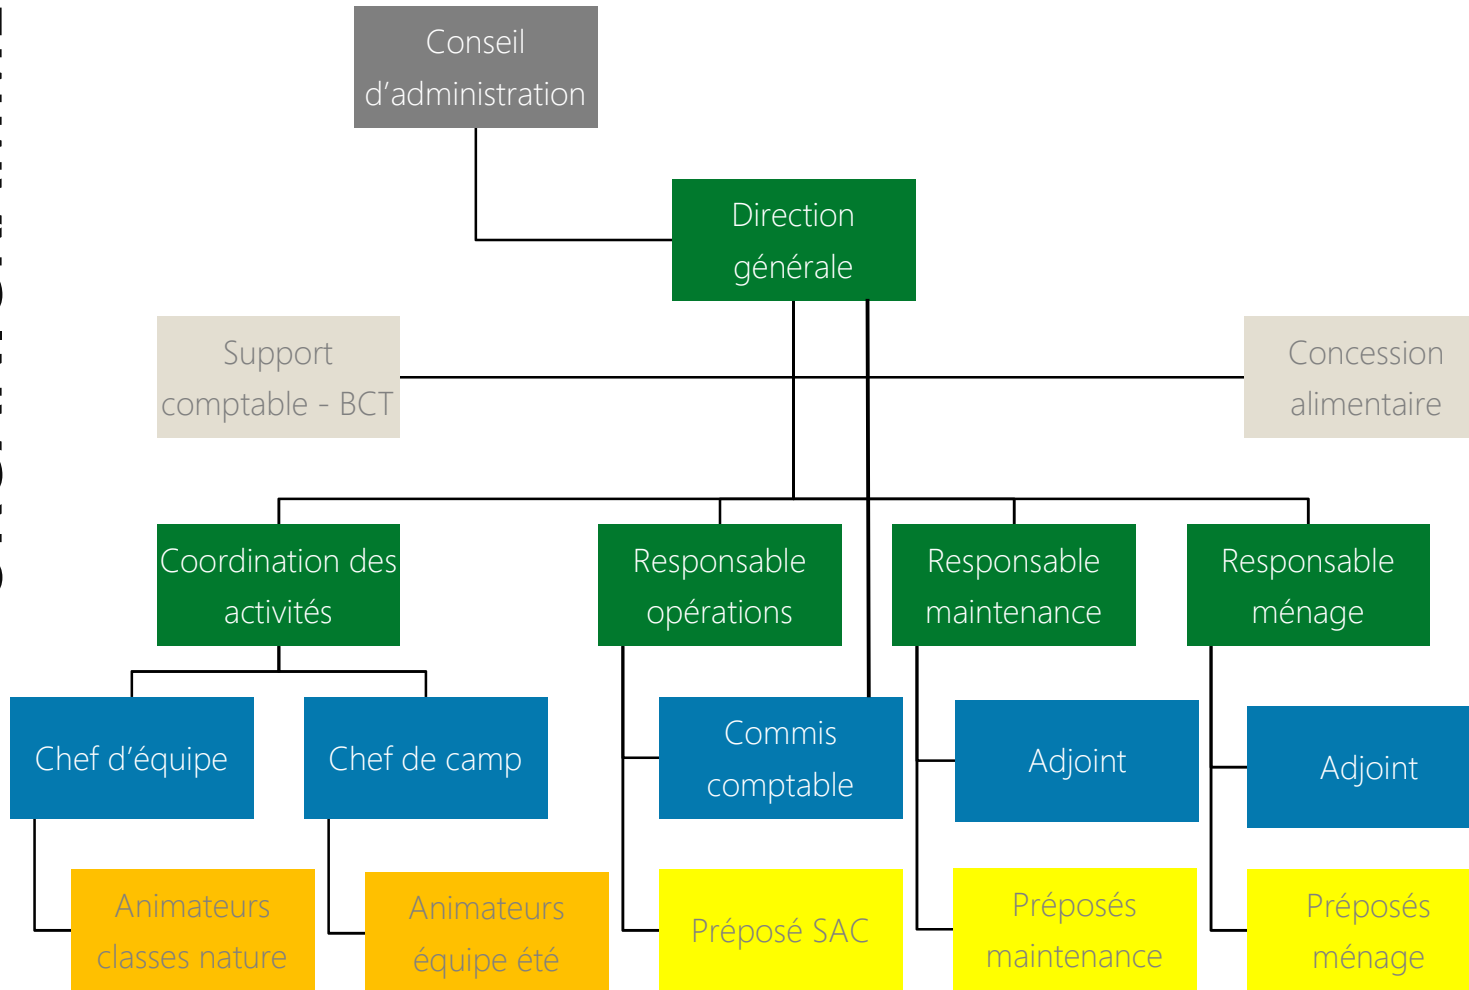 Conseil
d'administration
Direction
générale
Support
comptable - BCT
Concession
alimentaire
Coordination des
activités
Responsable
opérations
Responsable
maintenance
Responsable
ménage
Chef d'équipe
Chef de camp
Commis
comptable
Adjoint
Adjoint
Animateurs
classes nature
Animateurs
équipe été
Préposé SAC
Préposés
maintenance
Préposés
ménage